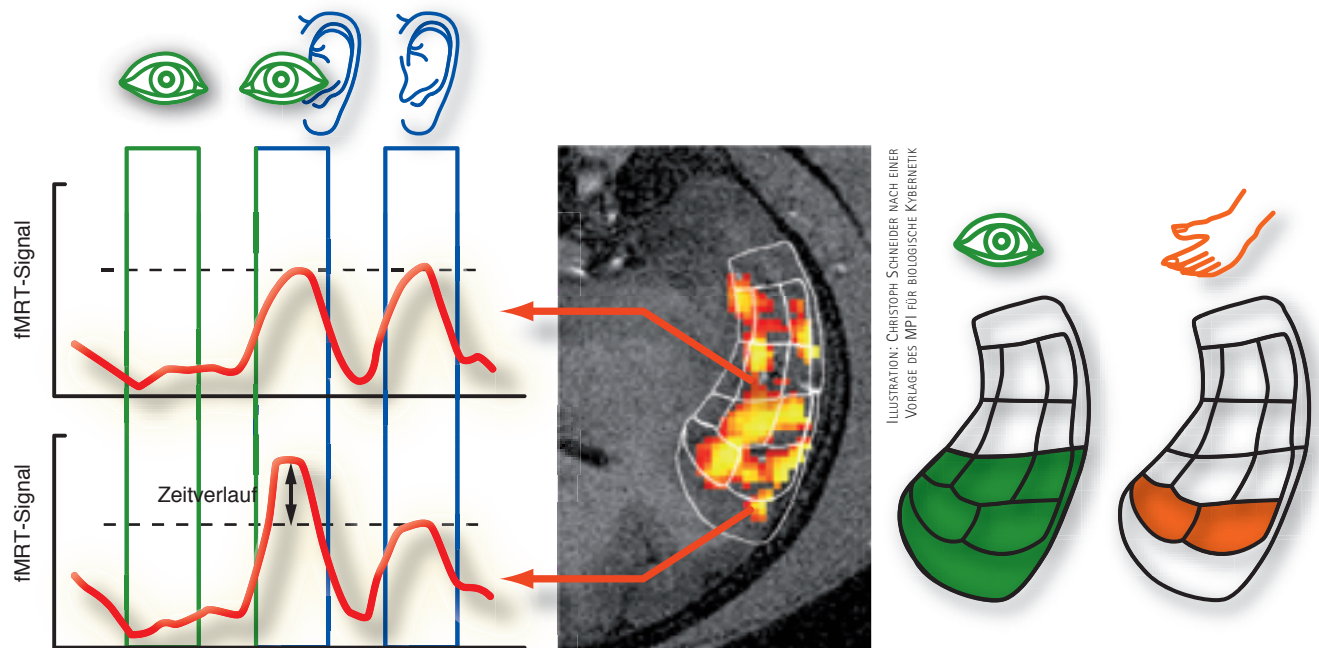 fMRT-Signal
fMRT-Signal
Zeitverlauf
ILLUSTRATION: CHRISTOPH SCHNEIDER NACH EINER
VORLAGE DES MPI FÜR BIOLOGISCHE KYBERNETIK